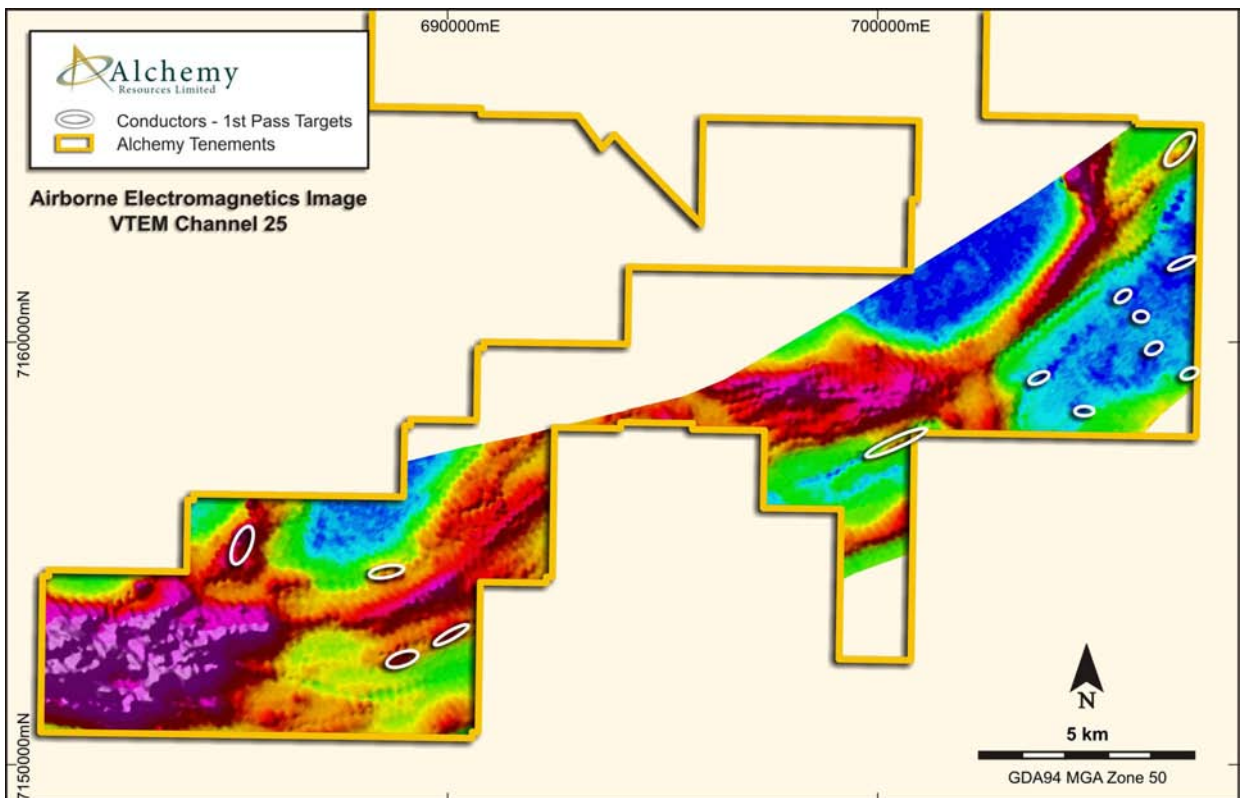 690000mE
700000mE
Alchemy
Resources Limited
Conductors - 1st Pass Targets
Alchemy Tenements
Airborne Electromagnetics Image
VTEM Channel 25
7160000mN
7150000mN
N
5 km
GDA94 MGA Zone 50